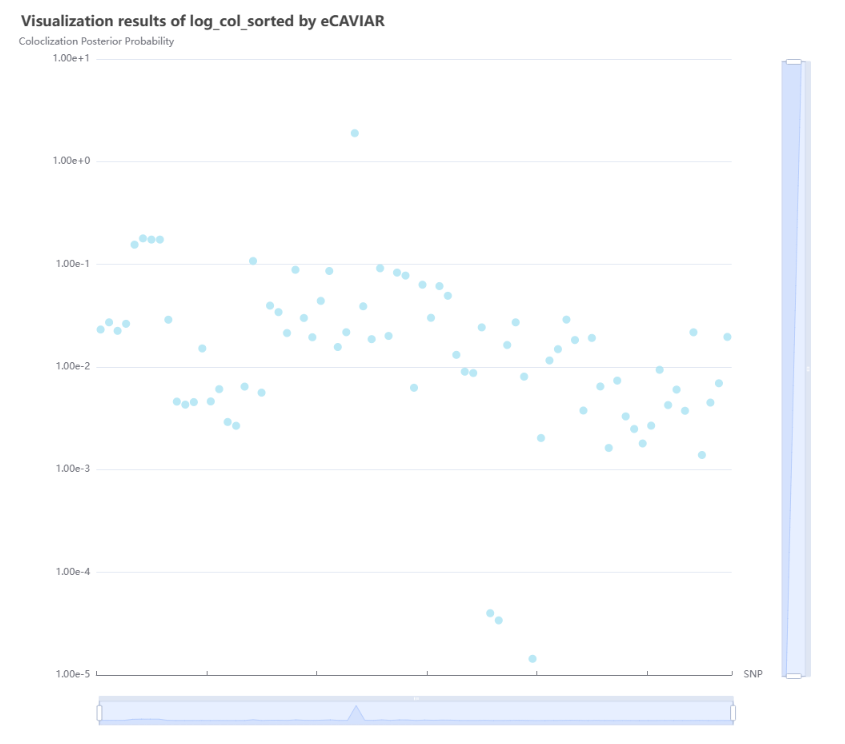 Visualization results of log_col_sorted by eCAVIAR
Coloclization Posterior Probability
1.00e+1
1.00e+0
1.00e-1
1.00e-2
1.00e-3
1.00e-4
1.00e-5
SNP